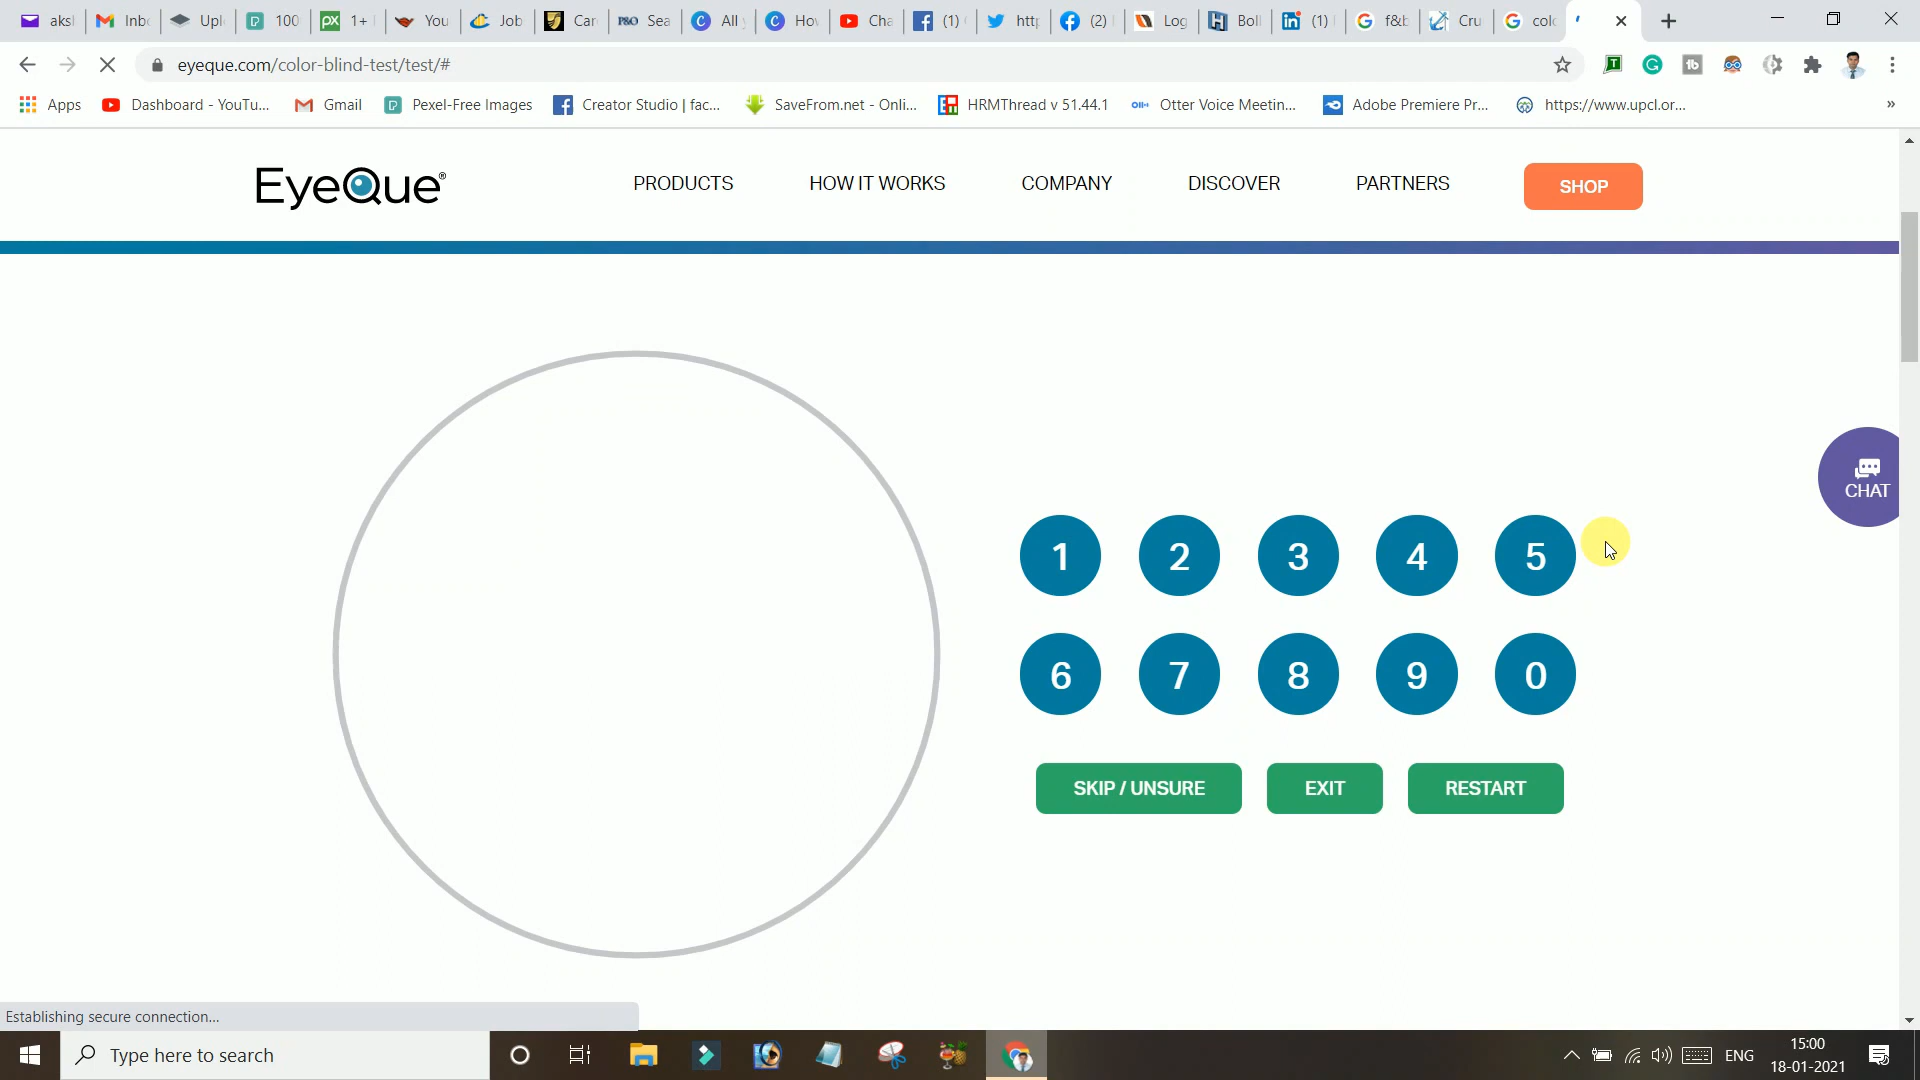 aksl Inbo Upl 100 1+ You Job Car P&O Sea All y How Cha (1) http (2) Log Boll (1) f&b Cru colo
eyeque.com/color-blind-test/test/#
Apps Dashboard - YouTu... Gmail Pexel-Free Images Creator Studio | fac... SaveFrom.net - Onli... HRMThread v 51.44.1 Otter Voice Meetin... Adobe Premiere Pr... https://www.upcl.or... »
EyeQue® PRODUCTS HOW IT WORKS COMPANY DISCOVER PARTNERS SHOP
CHAT
1 2 3 4 5
6 7 8 9 0
SKIP / UNSURE EXIT RESTART
Establishing secure connection...
Type here to search
ENG
15:00
18-01-2021